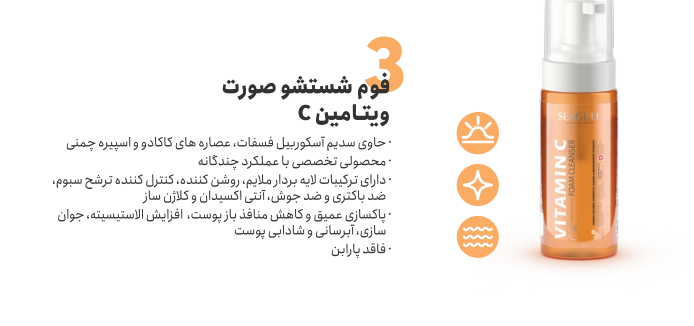 3
فوم شستشو صورت
ویتامین C
· حاوی سدیم آسکوربیل فسفات، عصاره های کاکادو و اسپیره چمنی
· محصولی تخصصی با عملکرد چندگانه
· دارای ترکیبات لایه بردار ملایم، روشن کننده، کنترل کننده ترشح سبوم،
ضد باکتری و ضد جوش، آنتی اکسیدان و کلاژن ساز
· پاکسازی عمیق و کاهش منافذ باز پوست، افزایش الاستیسیته، جوان
سازی، آبرسانی و شادابی پوست
· فاقد پارابن
VITAMIN C
FOAM CLEANSER